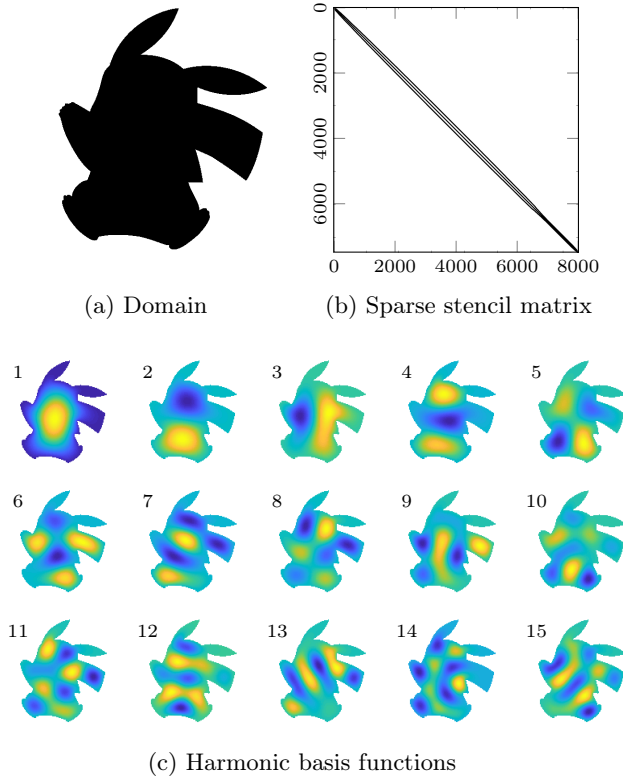 0
2000
4000
6000
0 2000 4000 6000 8000
(a) Domain
(b) Sparse stencil matrix
1 2 3 4 5
6 7 8 9 10
11 12 13 14 15
(c) Harmonic basis functions